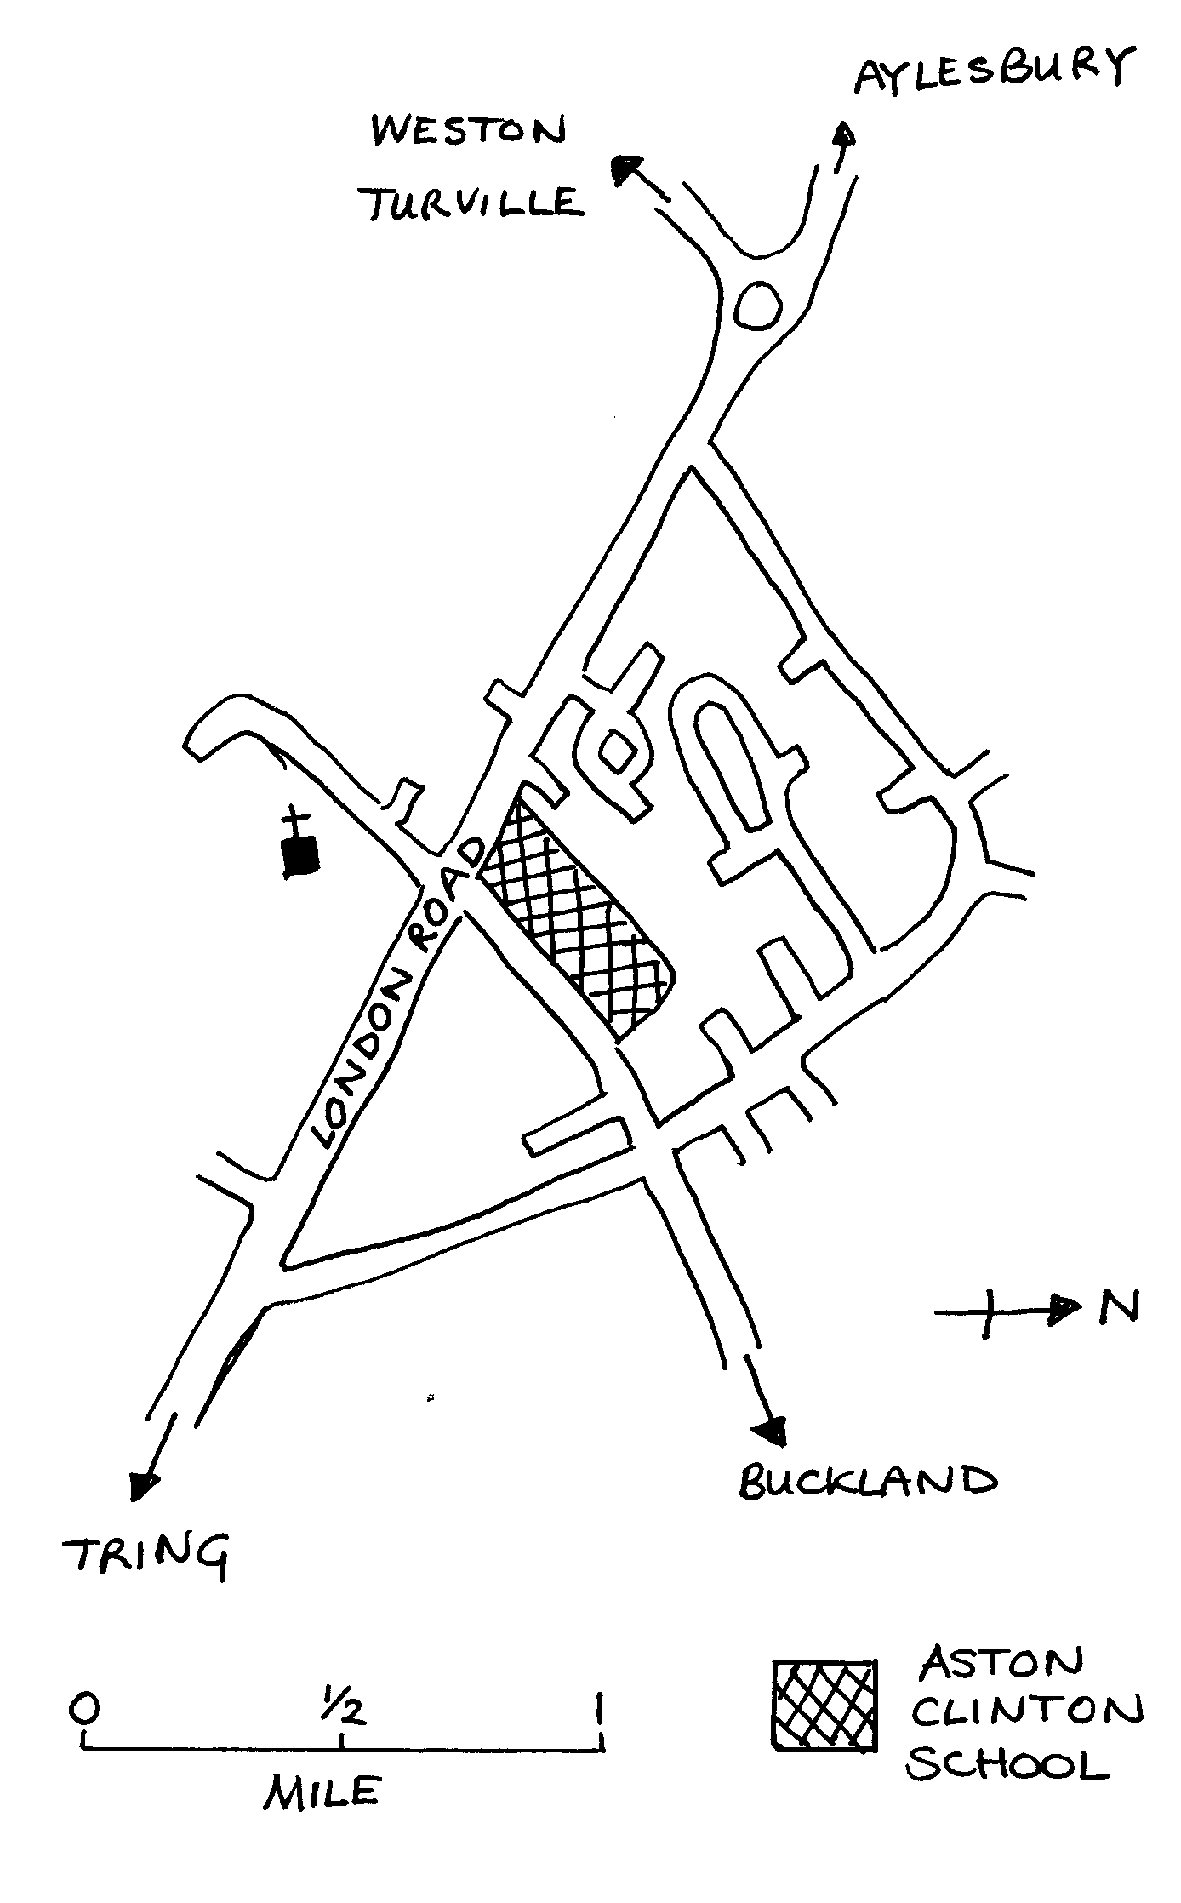 AYLESBURY
WESTON
TURVILLE
LONDON ROAD
N
BUCKLAND
TRING
0 1/2 1
MILE
ASTON
CLINTON
SCHOOL